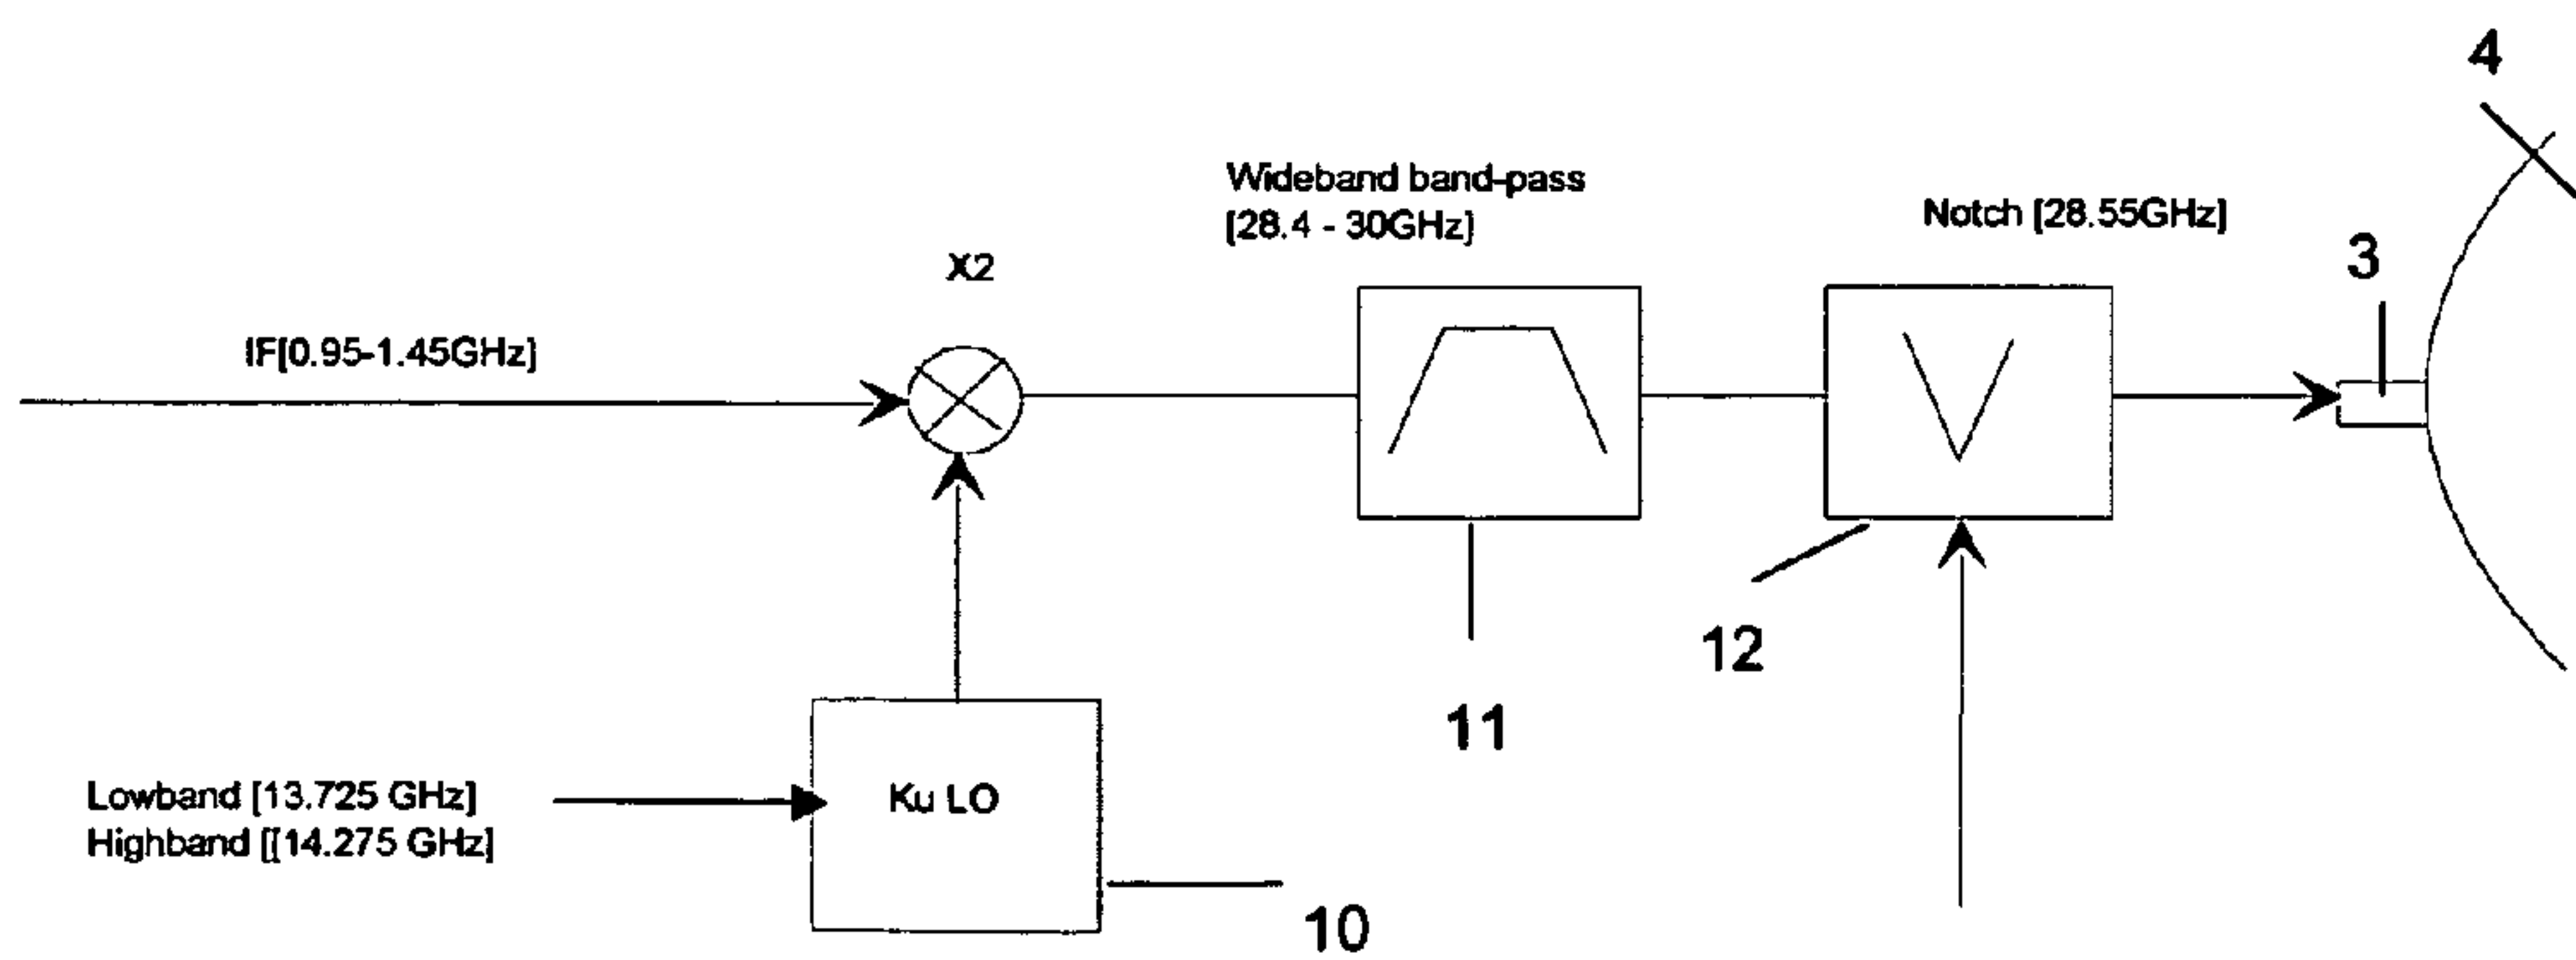 4
Wideband band-pass
[28.4 - 30GHz]
Notch [28.55GHz]
3
X2
IF[0.95-1.45GHz]
12
11
Lowband [13.725 GHz]
Highband [[14.275 GHz]
Ku LO
10